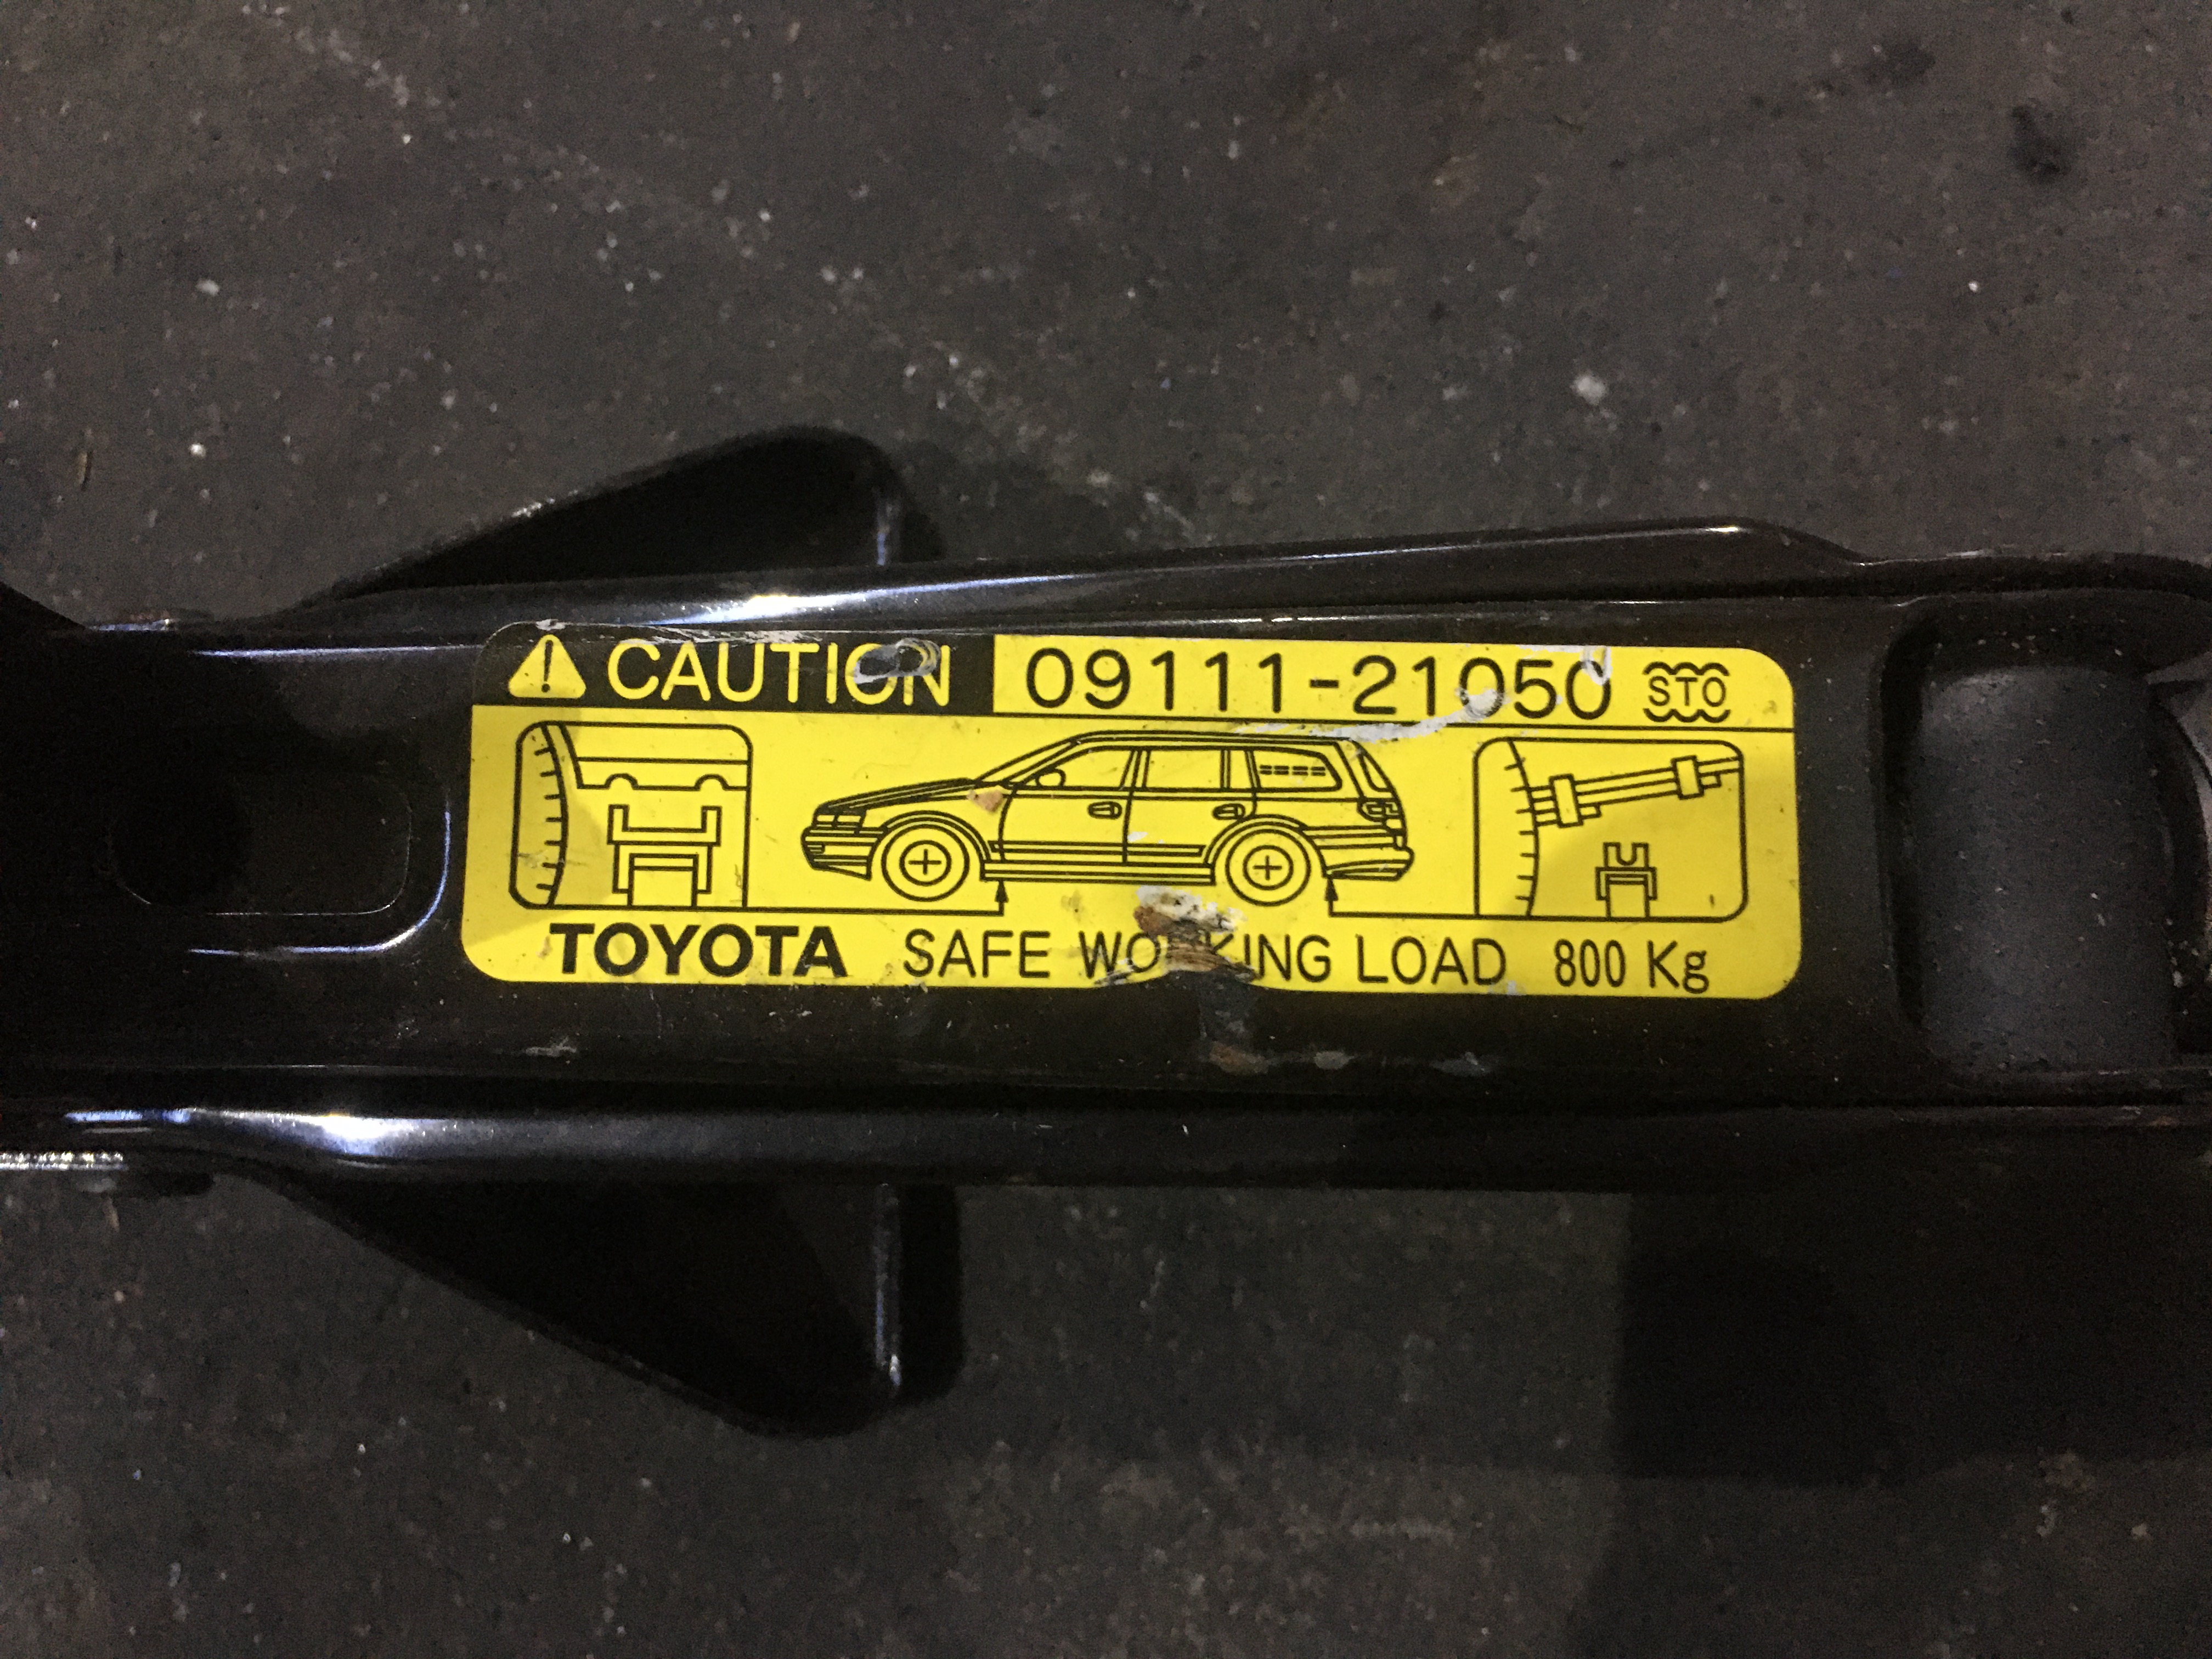 CAUTION 09111-21050 STO
TOYOTA SAFE WORKING LOAD 800 Kg